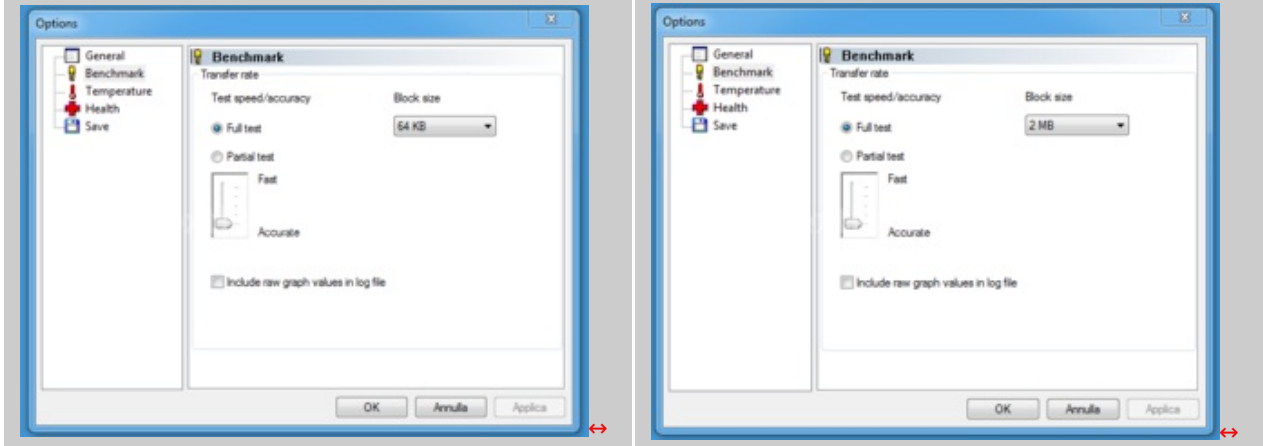 Options
General
Benchmark
Temperature
Health
Save
Benchmark
Transfer rate
Test speed/accuracy
Block size
Full test
64 KB
Partial test
Fast
Accurate
Include raw graph values in log file
OK
Annulla
Applica
Options
General
Benchmark
Temperature
Health
Save
Benchmark
Transfer rate
Test speed/accuracy
Block size
Full test
2 MB
Partial test
Fast
Accurate
Include raw graph values in log file
OK
Annulla
Applica